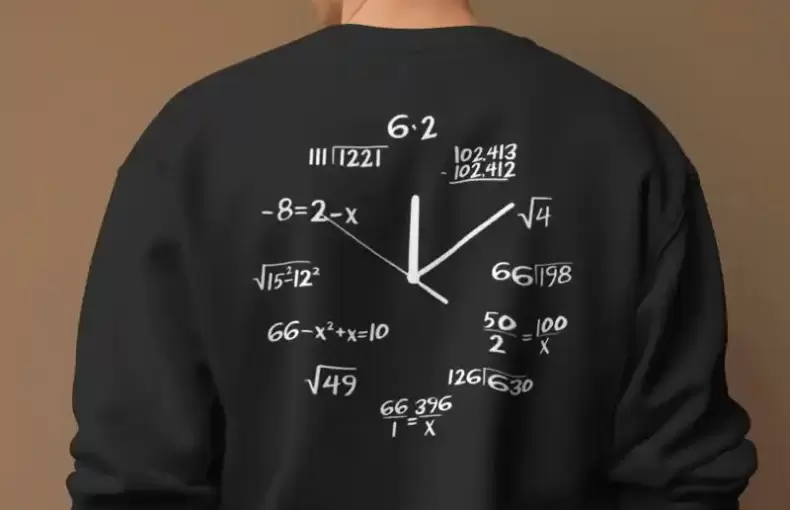 6·2
111⟌1221
102,413
- 102,412
-8=2-x
√4
√15²-12²
66⟌198
66-x²+x=10
50/2=100/x
√49
126⟌630
66/1=396/x